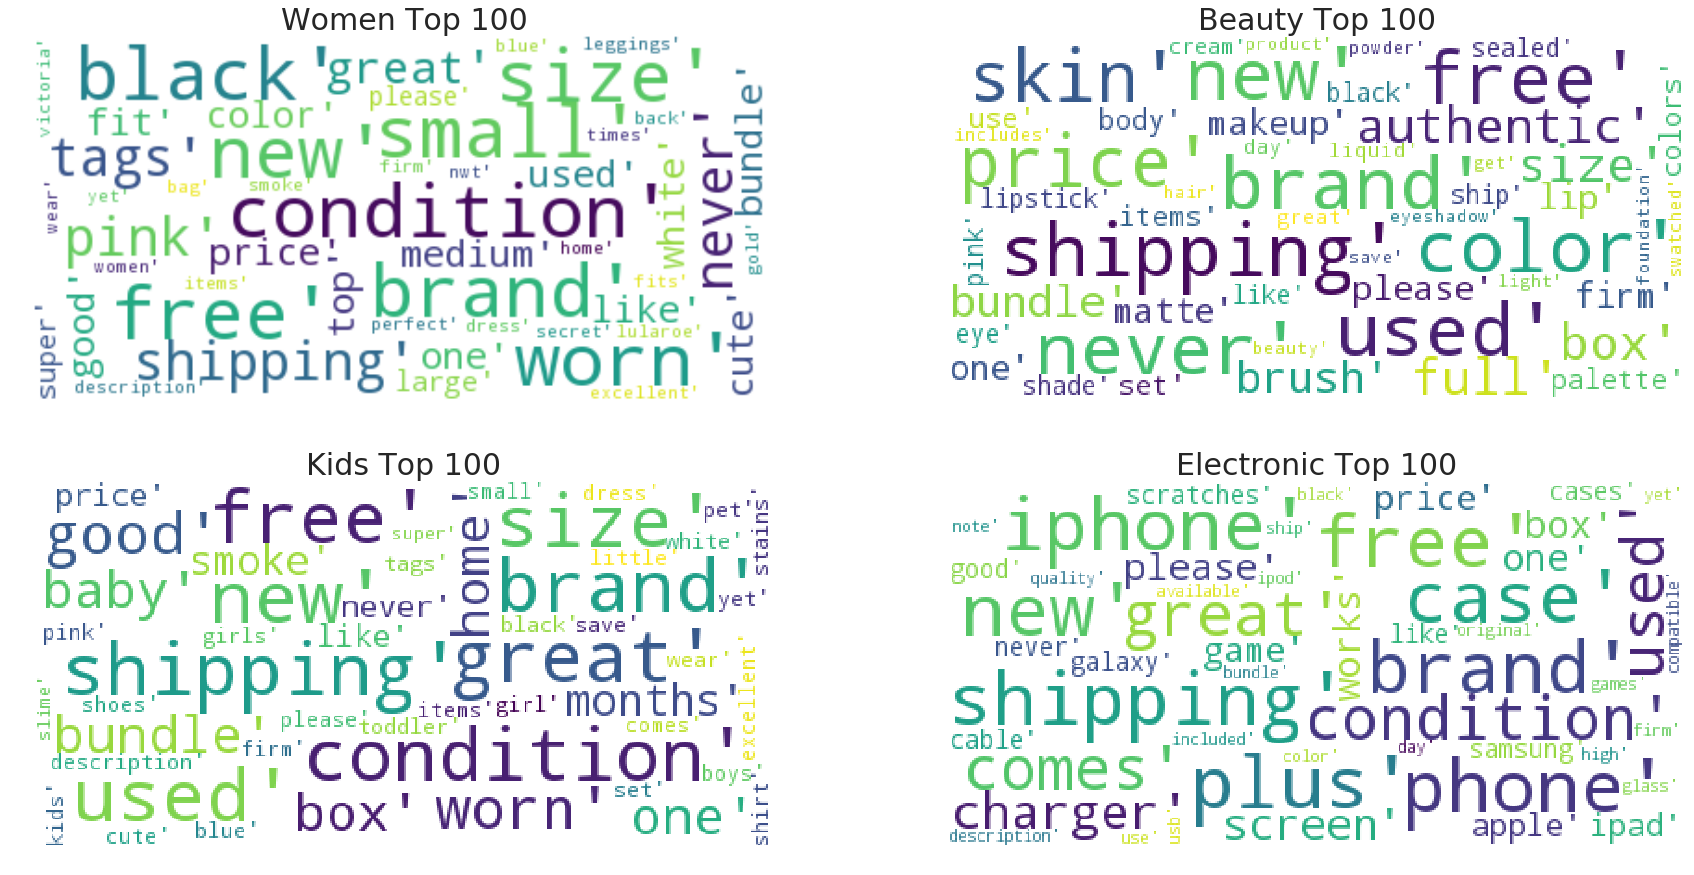 Women Top 100
victoria'
black'
great'
blue'
leggings'
size'
please'
fit'
color'
new'
small'
times'
back'
tags'
firm'
nwt'
used'
white'
never'
bundle'
wear'
yet'
bag'
smoke'
condition'
pink'
price'
medium'
home'
gold'
women'
items'
top'
brand'
fits'
good'
free'
like'
super'
perfect'
dress'
secret'
lularoe'
cute'
shipping'
one'
worn'
description'
large'
excellent'
Beauty Top 100
skin'
cream'
product'
powder'
sealed'
new'
free'
black'
colors'
use'
body'
makeup'
authentic'
includes'
price'
day'
liquid'
brand'
get'
size'
lipstick'
hair'
ship'
lip'
foundation'
swatched'
items'
great'
eyeshadow'
pink'
shipping'
save'
color'
bundle'
matte'
like'
please'
light'
firm'
eye'
never'
beauty'
used'
box'
one'
shade'
set'
brush'
full'
palette'
Kids Top 100
price'
free'
small'
dress'
good'
home'
size'
pet'
stains'
super'
white'
smoke'
tags'
little'
baby'
new'
never'
brand'
yet'
pink'
girls'
like'
black'
save'
shipping'
great'
wear'
excellent'
slime'
shoes'
items'
girl'
months'
bundle'
please'
toddler'
comes'
description'
firm'
condition'
boys'
used'
box'
worn'
set'
one'
shirt'
kids'
cute'
blue'
Electronic Top 100
scratches'
black'
price'
cases'
yet'
note'
iphone'
ship'
free'
box'
used'
good'
quality'
please'
ipod'
one'
new'
available'
great'
works'
case'
compatible'
never'
galaxy'
game'
like'
original'
bundle'
brand'
games'
shipping'
condition'
cable'
included'
color'
day'
samsung'
high'
firm'
comes'
plus'
phone'
glass'
charger'
screen'
apple'
ipad'
description'
use'
usb'